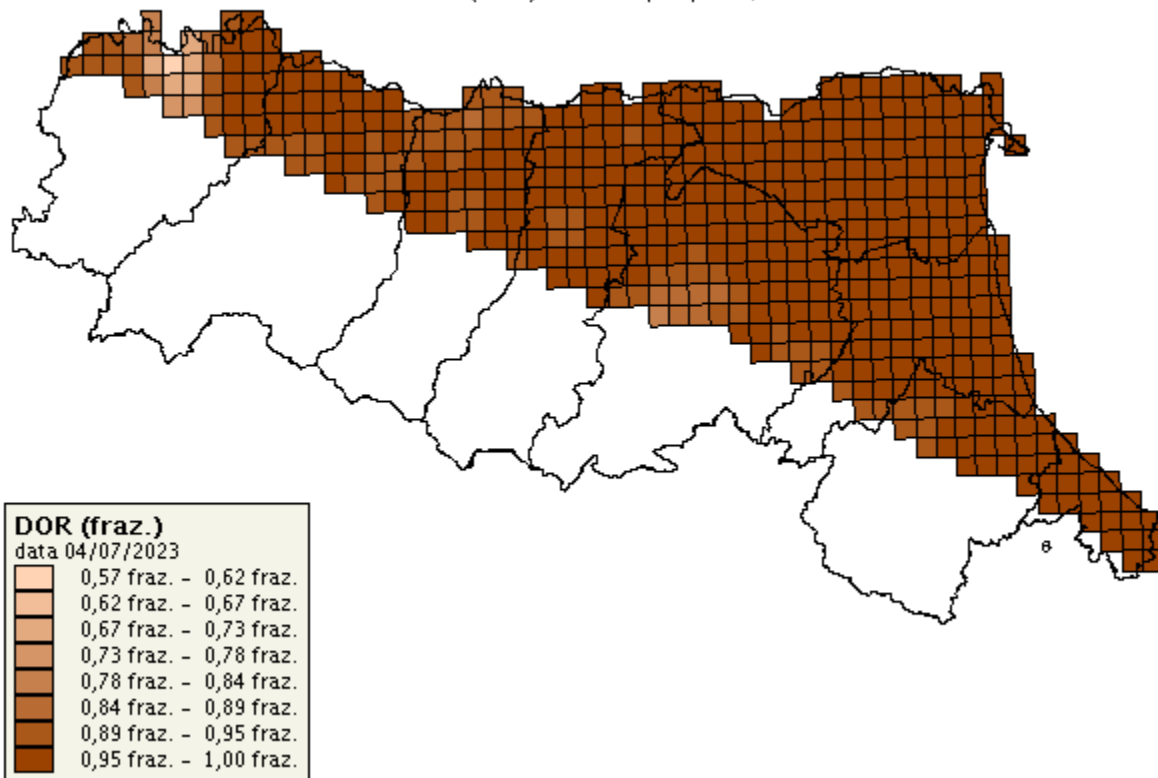 DOR (fraz.)
data 04/07/2023
0,57 fraz. - 0,62 fraz.
0,62 fraz. - 0,67 fraz.
0,67 fraz. - 0,73 fraz.
0,73 fraz. - 0,78 fraz.
0,78 fraz. - 0,84 fraz.
0,84 fraz. - 0,89 fraz.
0,89 fraz. - 0,95 fraz.
0,95 fraz. - 1,00 fraz.